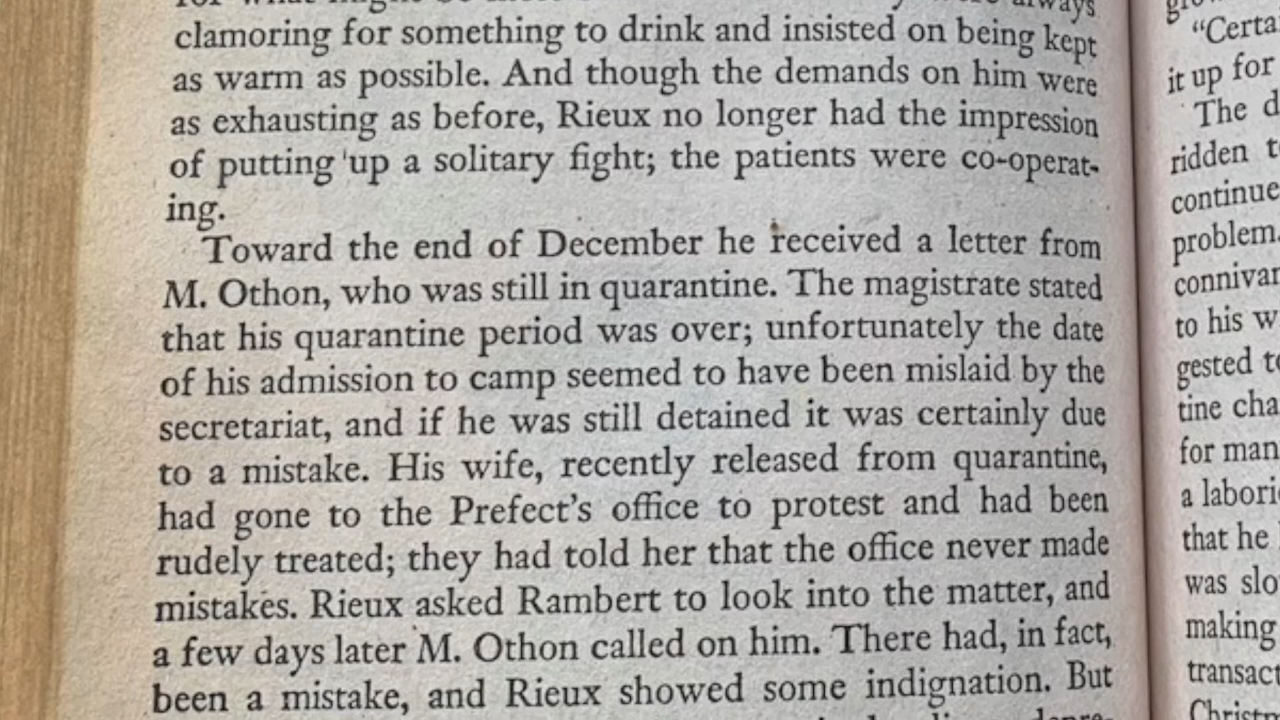 always
clamoring for something to drink and insisted on being kept
as warm as possible. And though the demands on him were
as exhausting as before, Rieux no longer had the impression
of putting up a solitary fight; the patients were co-operat-
ing.
Toward the end of December he received a letter from
M. Othon, who was still in quarantine. The magistrate stated
that his quarantine period was over; unfortunately the date
of his admission to camp seemed to have been mislaid by the
secretariat, and if he was still detained it was certainly due
to a mistake. His wife, recently released from quarantine,
had gone to the Prefect's office to protest and had been
rudely treated; they had told her that the office never made
mistakes. Rieux asked Rambert to look into the matter, and
a few days later M. Othon called on him. There had, in fact,
been a mistake, and Rieux showed some indignation. But
“Certa
it up for
The d
ridden t
continue
problem.
connivan
to his w
gested to
tine cha
for man
a labori
that he
was slo
making
transact
Christm